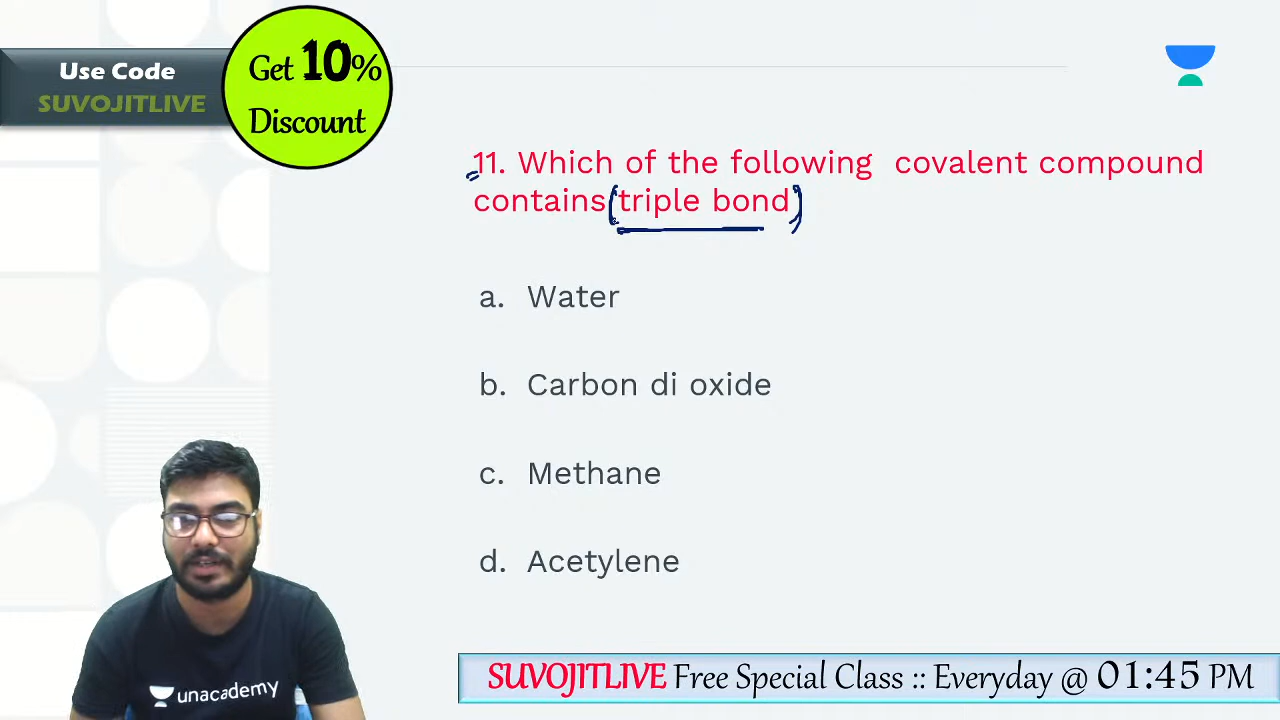 Use Code
SUVOJITLIVE
Get 10%
Discount
11. Which of the following covalent compound
contains (triple bond)
a. Water
b. Carbon di oxide
c. Methane
d. Acetylene
unacademy
SUVOJITLIVE Free Special Class :: Everyday @ 01:45 PM